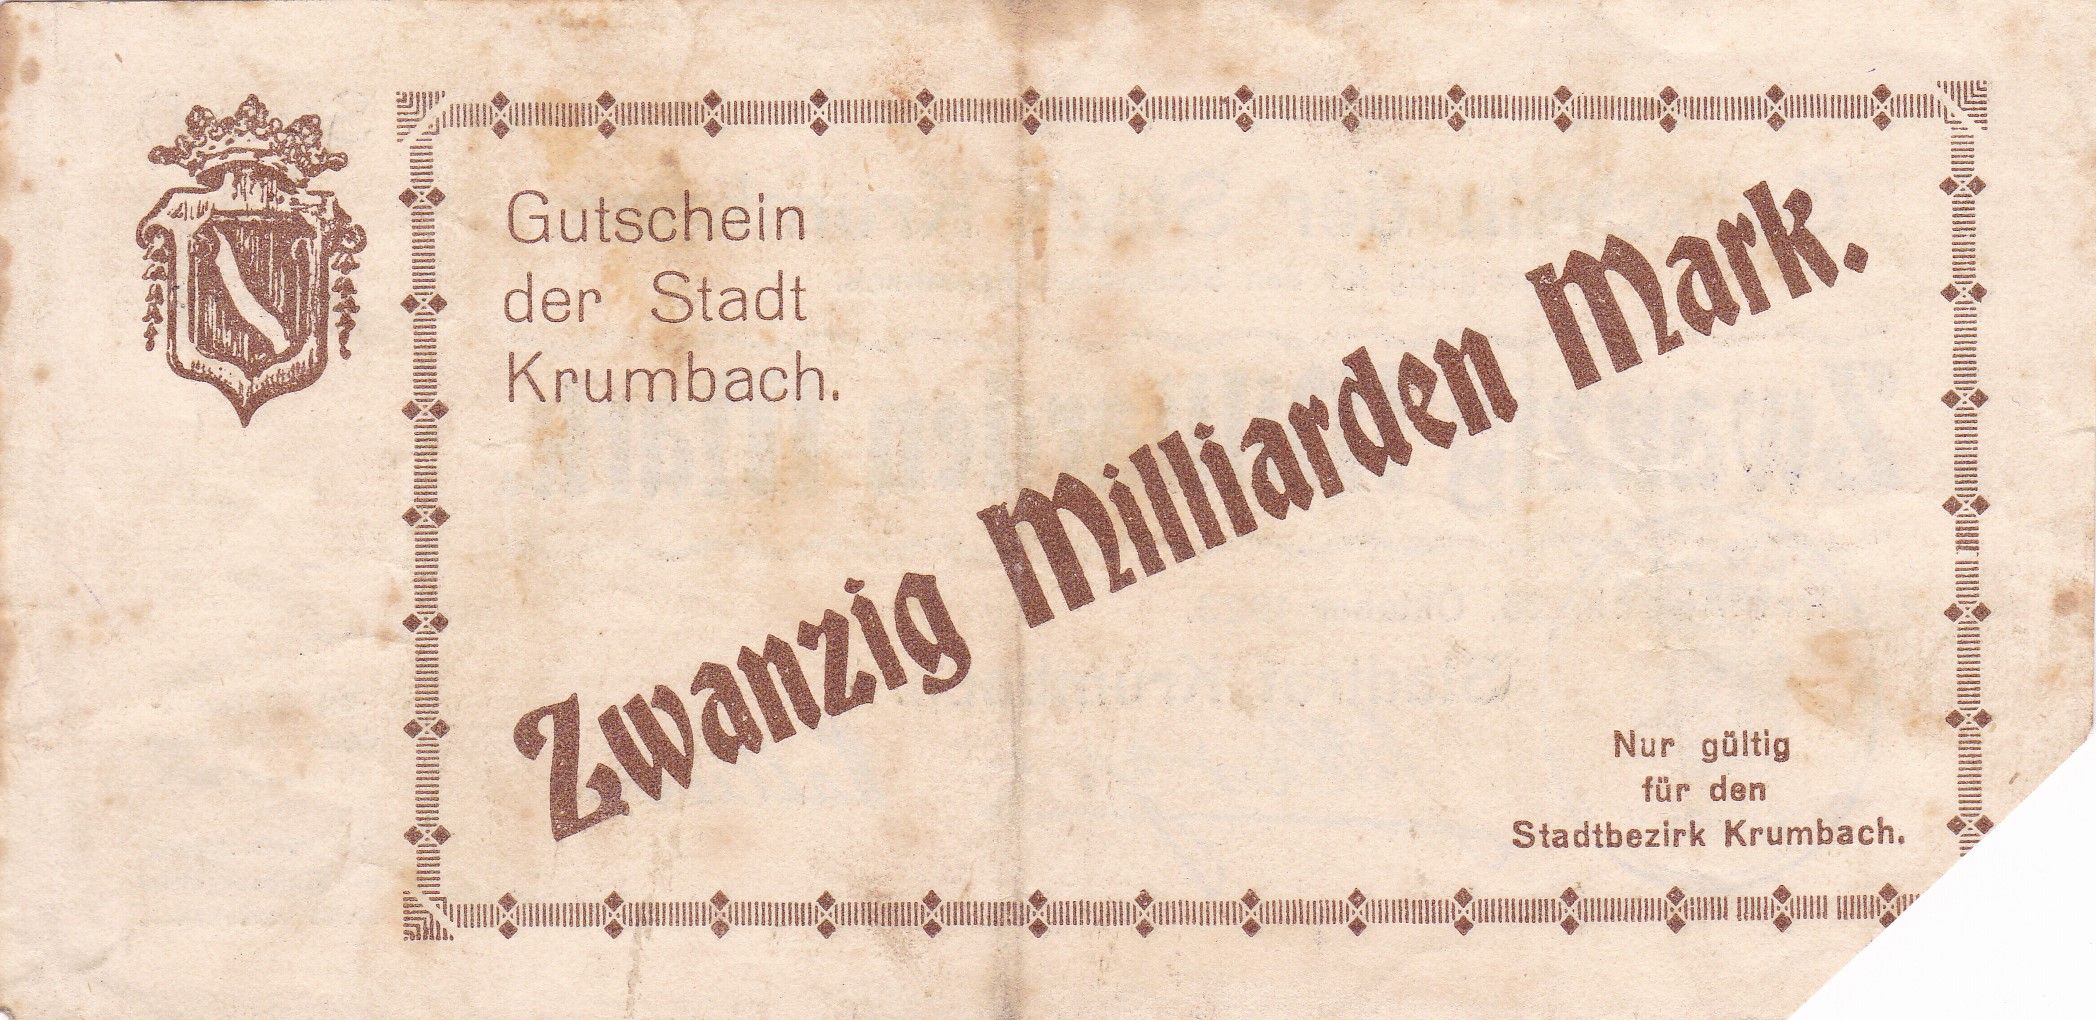 Gutschein
der Stadt
Krumbach.
Zwanzig Milliarden Mark.
Nur gültig
für den
Stadtbezirk Krumbach.